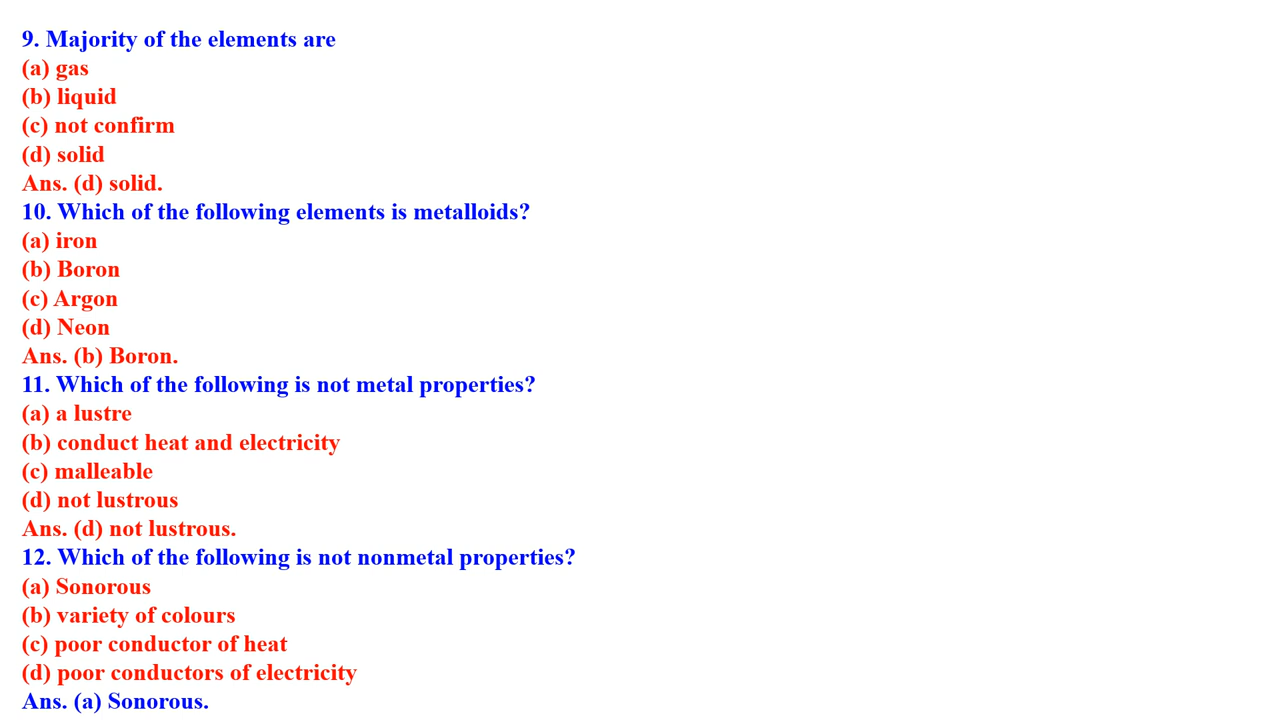 9. Majority of the elements are
(a) gas
(b) liquid
(c) not confirm
(d) solid
Ans. (d) solid.
10. Which of the following elements is metalloids?
(a) iron
(b) Boron
(c) Argon
(d) Neon
Ans. (b) Boron.
11. Which of the following is not metal properties?
(a) a lustre
(b) conduct heat and electricity
(c) malleable
(d) not lustrous
Ans. (d) not lustrous.
12. Which of the following is not nonmetal properties?
(a) Sonorous
(b) variety of colours
(c) poor conductor of heat
(d) poor conductors of electricity
Ans. (a) Sonorous.